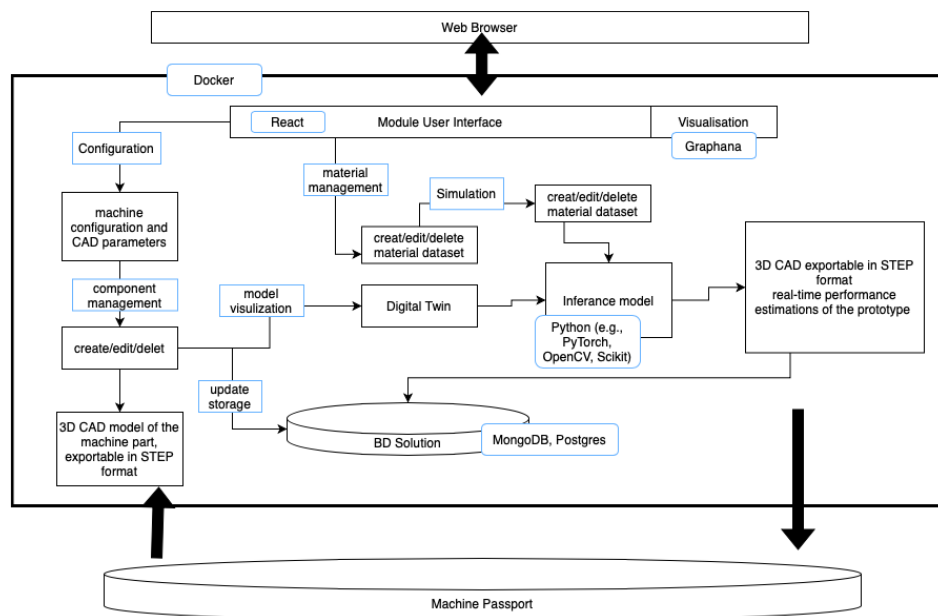 Web Browser
Docker
React
Module User Interface
Visualisation
Graphana
Configuration
material
management
Simulation
creat/edit/delete
material dataset
machine
configuration and
CAD parameters
creat/edit/delete
material dataset
component
management
model
visulization
Digital Twin
Inferance model
3D CAD exportable in STEP
format
real-time performance
estimations of the prototype
Python (e.g.,
PyTorch,
OpenCV, Scikit)
create/edit/delet
update
storage
3D CAD model of the
machine part,
exportable in STEP
format
BD Solution
MongoDB, Postgres
Machine Passport